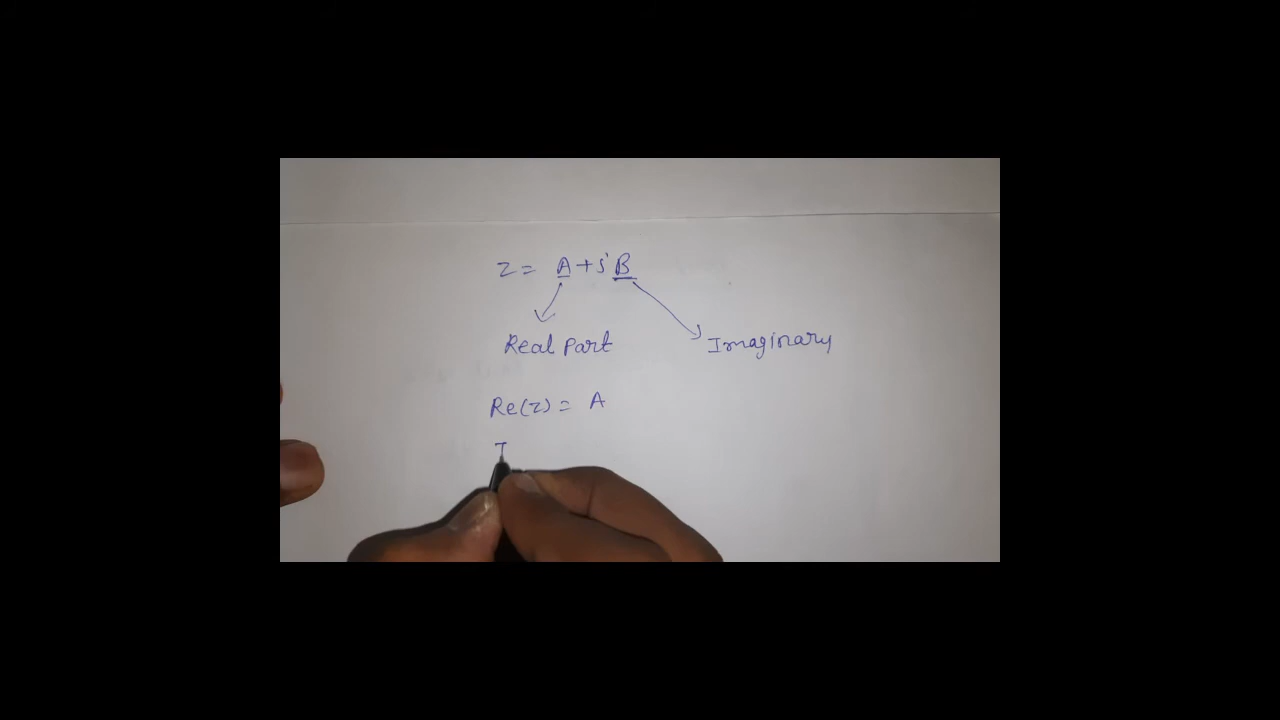 z = A + i B
Real Part Imaginary
Re(z) = A
I